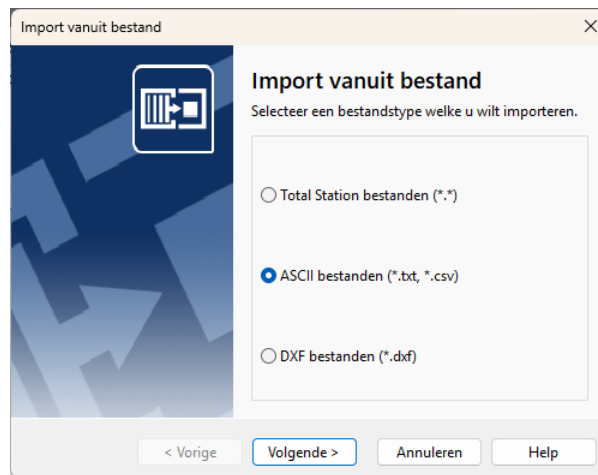 Import vanuit bestand
Import vanuit bestand
Selecteer een bestandstype welke u wilt importeren.
Total Station bestanden (*.*)
ASCII bestanden (*.txt, *.csv)
DXF bestanden (*.dxf)
< Vorige Volgende > Annuleren Help